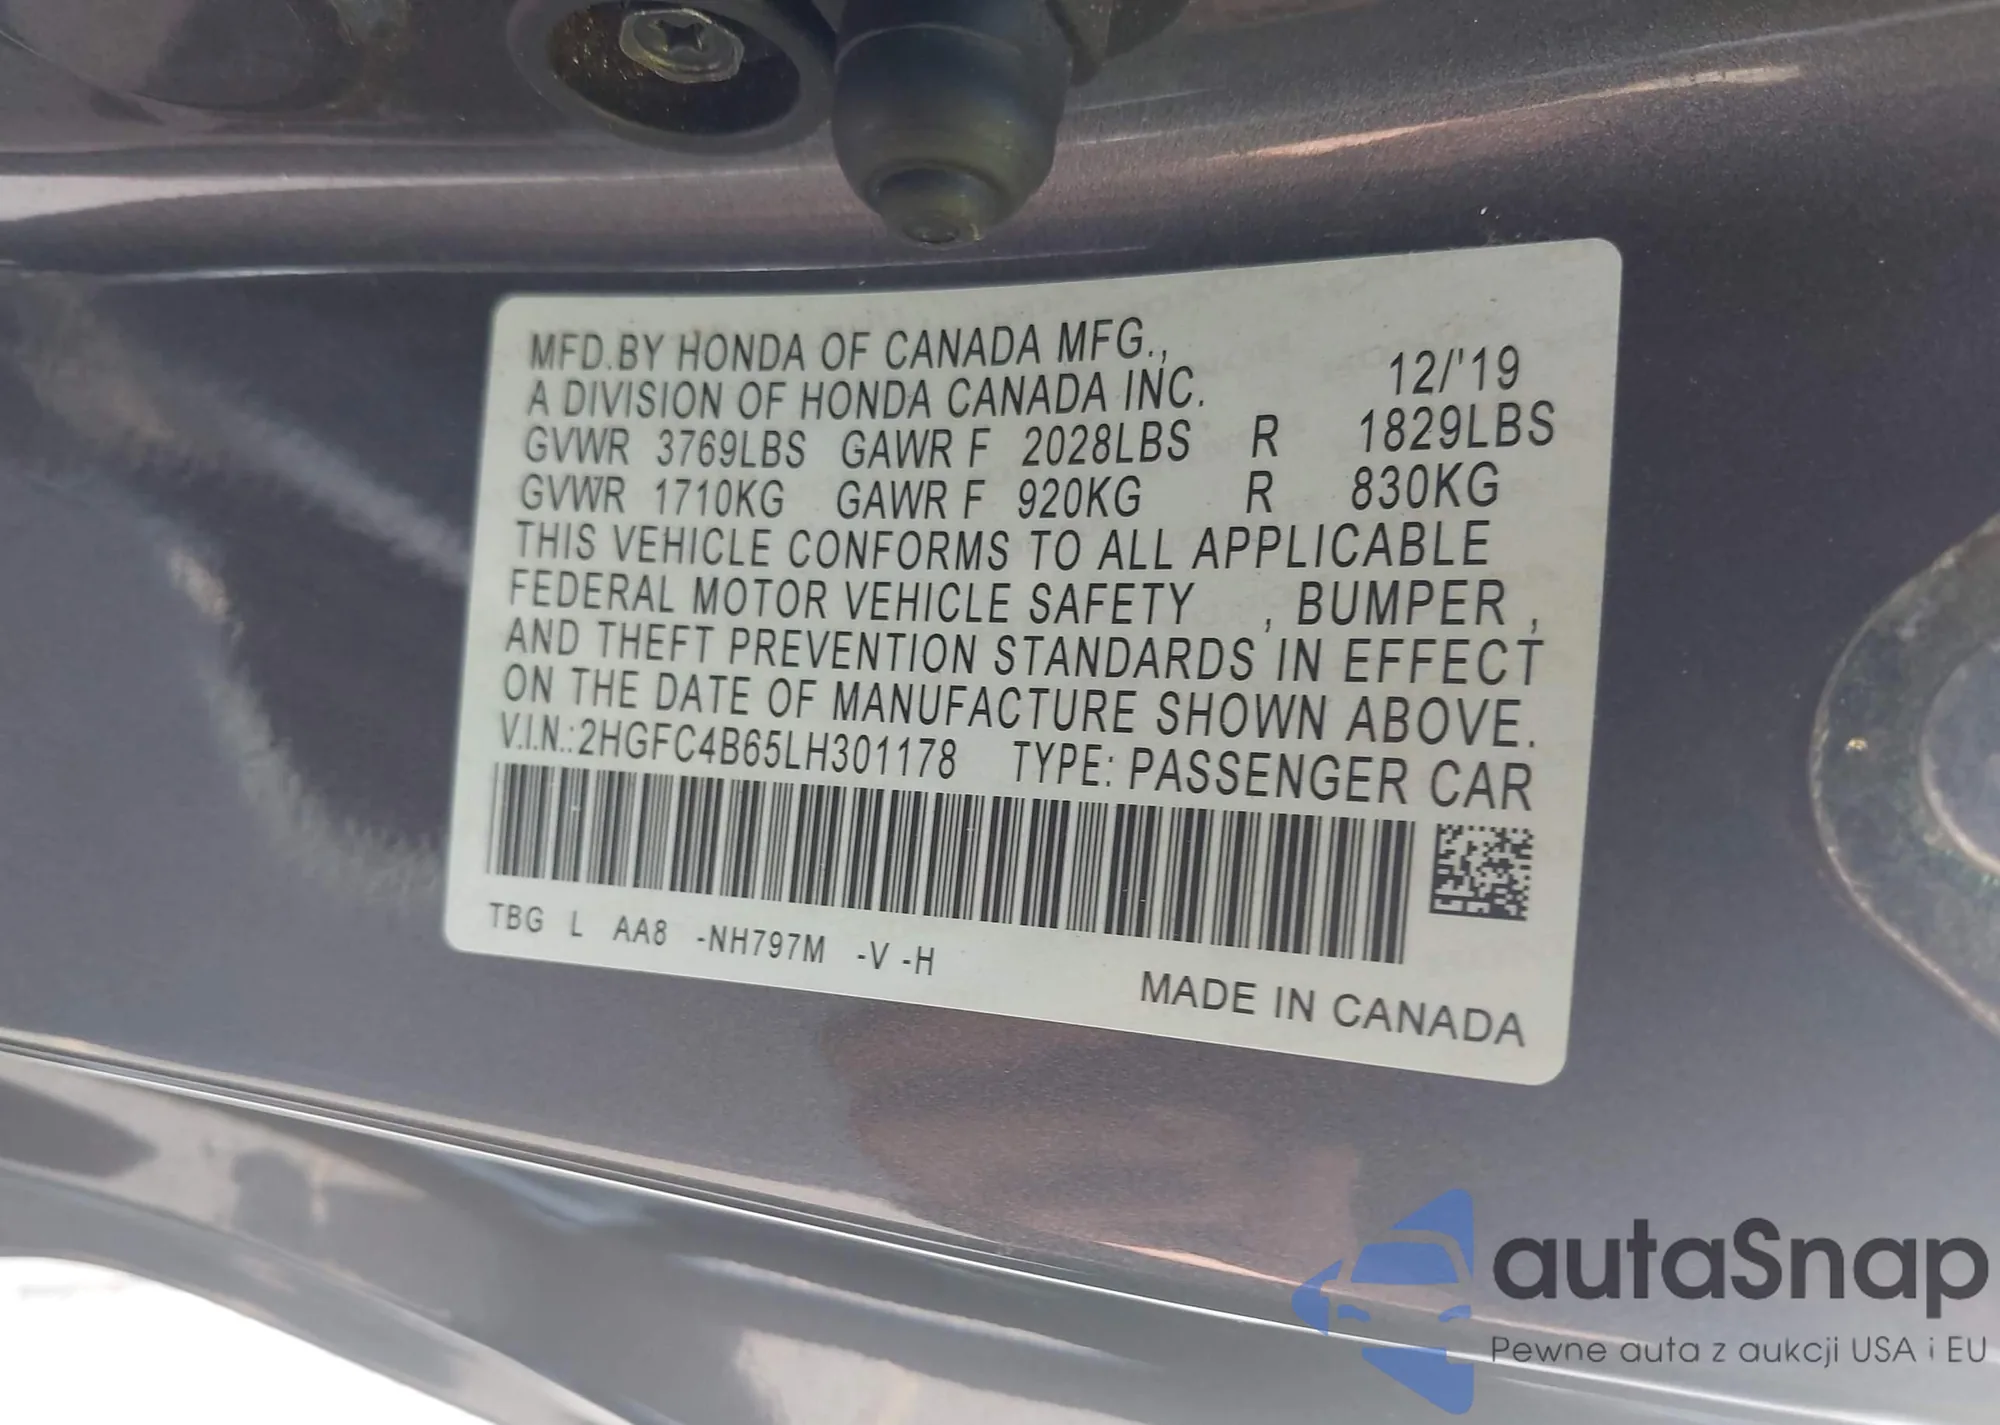 MFD.BY HONDA OF CANADA MFG.,
A DIVISION OF HONDA CANADA INC. 12/'19
GVWR 3769LBS GAWR F 2028LBS R 1829LBS
GVWR 1710KG GAWR F 920KG R 830KG
THIS VEHICLE CONFORMS TO ALL APPLICABLE
FEDERAL MOTOR VEHICLE SAFETY , BUMPER ,
AND THEFT PREVENTION STANDARDS IN EFFECT
ON THE DATE OF MANUFACTURE SHOWN ABOVE.
V.I.N.: 2HGFC4B65LH301178 TYPE: PASSENGER CAR
TBG L AA8 -NH797M -V -H
MADE IN CANADA
autaSnap
Pewne auta z aukcji USA i EU